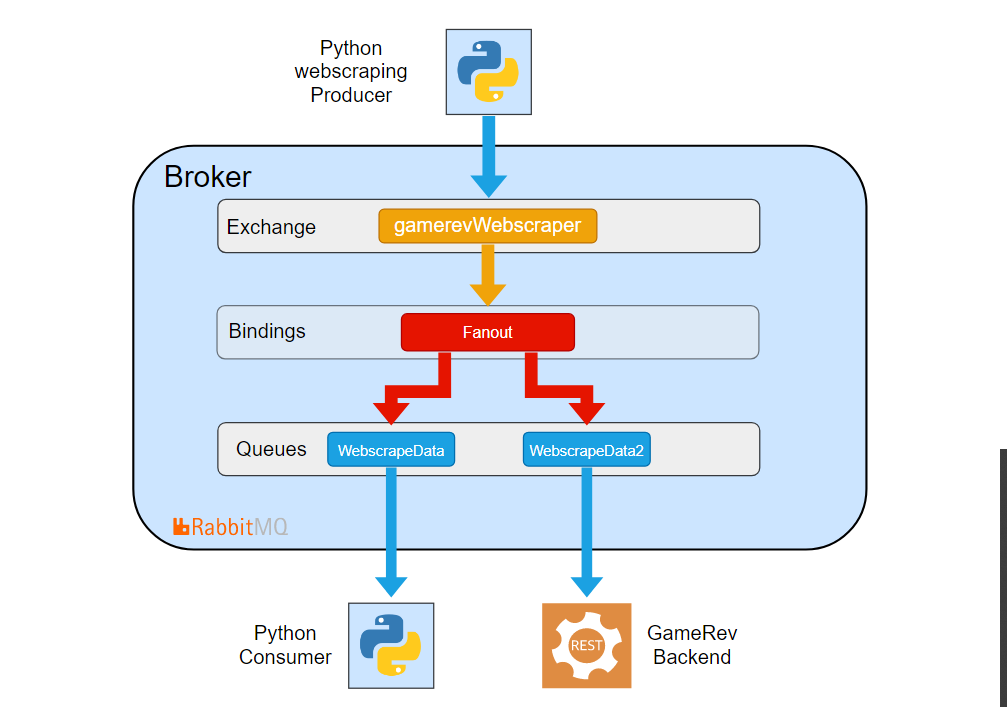 Python
webscraping
Producer
Broker
Exchange
gamerevWebscraper
Bindings
Fanout
Queues
WebscrapeData
WebscrapeData2
RabbitMQ
Python
Consumer
REST
GameRev
Backend